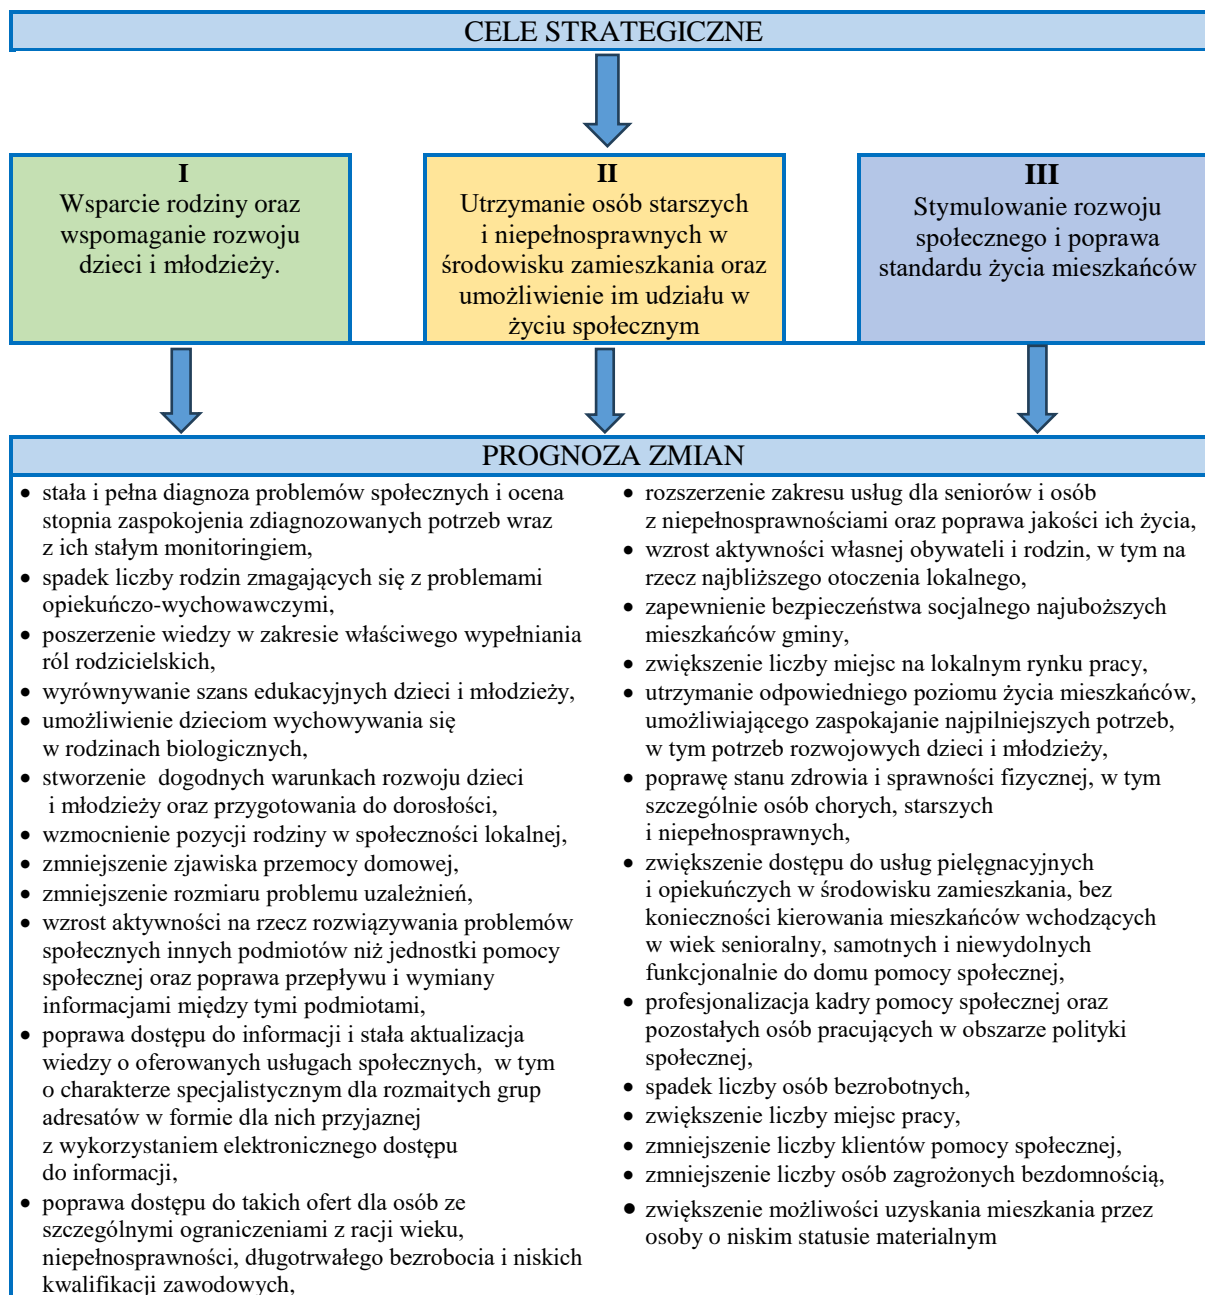 CELE STRATEGICZNE
I
Wsparcie rodziny oraz
wspomaganie rozwoju
dzieci i młodzieży.
II
Utrzymanie osób starszych
i niepełnosprawnych w
środowisku zamieszkania oraz
umożliwienie im udziału w
życiu społecznym
III
Stymulowanie rozwoju
społecznego i poprawa
standardu życia mieszkańców
PROGNOZA ZMIAN
• stała i pełna diagnoza problemów społecznych i ocena
stopnia zaspokojenia zdiagnozowanych potrzeb wraz
z ich stałym monitoringiem,
• spadek liczby rodzin zmagających się z problemami
opiekuńczo-wychowawczymi,
• poszerzenie wiedzy w zakresie właściwego wypełniania
ról rodzicielskich,
• wyrównywanie szans edukacyjnych dzieci i młodzieży,
• umożliwienie dzieciom wychowywania się
w rodzinach biologicznych,
• stworzenie dogodnych warunkach rozwoju dzieci
i młodzieży oraz przygotowania do dorosłości,
• wzmocnienie pozycji rodziny w społeczności lokalnej,
• zmniejszenie zjawiska przemocy domowej,
• zmniejszenie rozmiaru problemu uzależnień,
• wzrost aktywności na rzecz rozwiązywania problemów
społecznych innych podmiotów niż jednostki pomocy
społecznej oraz poprawa przepływu i wymiany
informacjami między tymi podmiotami,
• poprawa dostępu do informacji i stała aktualizacja
wiedzy o oferowanych usługach społecznych, w tym
o charakterze specjalistycznym dla rozmaitych grup
adresatów w formie dla nich przyjaznej
z wykorzystaniem elektronicznego dostępu
do informacji,
• poprawa dostępu do takich ofert dla osób ze
szczególnymi ograniczeniami z racji wieku,
niepełnosprawności, długotrwałego bezrobocia i niskich
kwalifikacji zawodowych,
• rozszerzenie zakresu usług dla seniorów i osób
z niepełnosprawnościami oraz poprawa jakości ich życia,
• wzrost aktywności własnej obywateli i rodzin, w tym na
rzecz najbliższego otoczenia lokalnego,
• zapewnienie bezpieczeństwa socjalnego najuboższych
mieszkańców gminy,
• zwiększenie liczby miejsc na lokalnym rynku pracy,
• utrzymanie odpowiedniego poziomu życia mieszkańców,
umożliwiającego zaspokajanie najpilniejszych potrzeb,
w tym potrzeb rozwojowych dzieci i młodzieży,
• poprawę stanu zdrowia i sprawności fizycznej, w tym
szczególnie osób chorych, starszych
i niepełnosprawnych,
• zwiększenie dostępu do usług pielęgnacyjnych
i opiekuńczych w środowisku zamieszkania, bez
konieczności kierowania mieszkańców wchodzących
w wiek senioralny, samotnych i niewydolnych
funkcjonalnie do domu pomocy społecznej,
• profesjonalizacja kadry pomocy społecznej oraz
pozostałych osób pracujących w obszarze polityki
społecznej,
• spadek liczby osób bezrobotnych,
• zwiększenie liczby miejsc pracy,
• zmniejszenie liczby klientów pomocy społecznej,
• zmniejszenie liczby osób zagrożonych bezdomnością,
• zwiększenie możliwości uzyskania mieszkania przez
osoby o niskim statusie materialnym